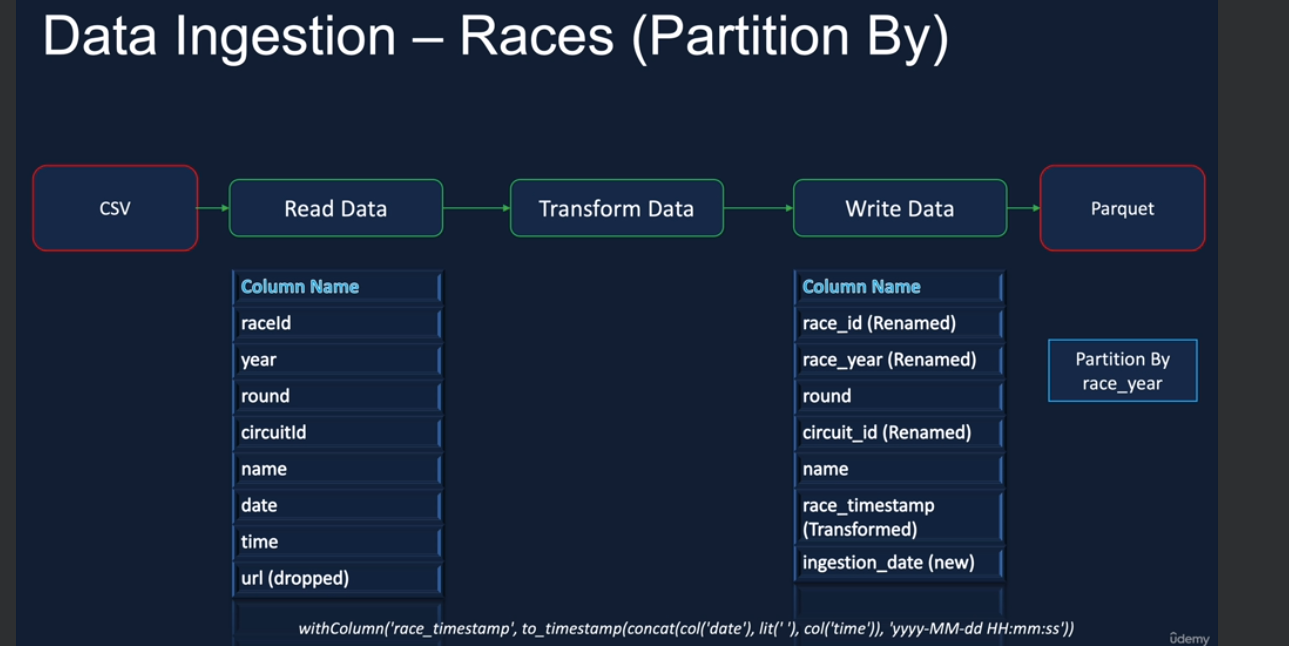 Data Ingestion – Races (Partition By)
CSV
Read Data
Transform Data
Write Data
Parquet
Column Name
raceId
year
round
circuitId
name
date
time
url (dropped)
Column Name
race_id (Renamed)
race_year (Renamed)
round
circuit_id (Renamed)
name
race_timestamp
(Transformed)
ingestion_date (new)
Partition By
race_year
withColumn('race_timestamp', to_timestamp(concat(col('date'), lit(' '), col('time')), 'yyyy-MM-dd HH:mm:ss'))
ûdemy